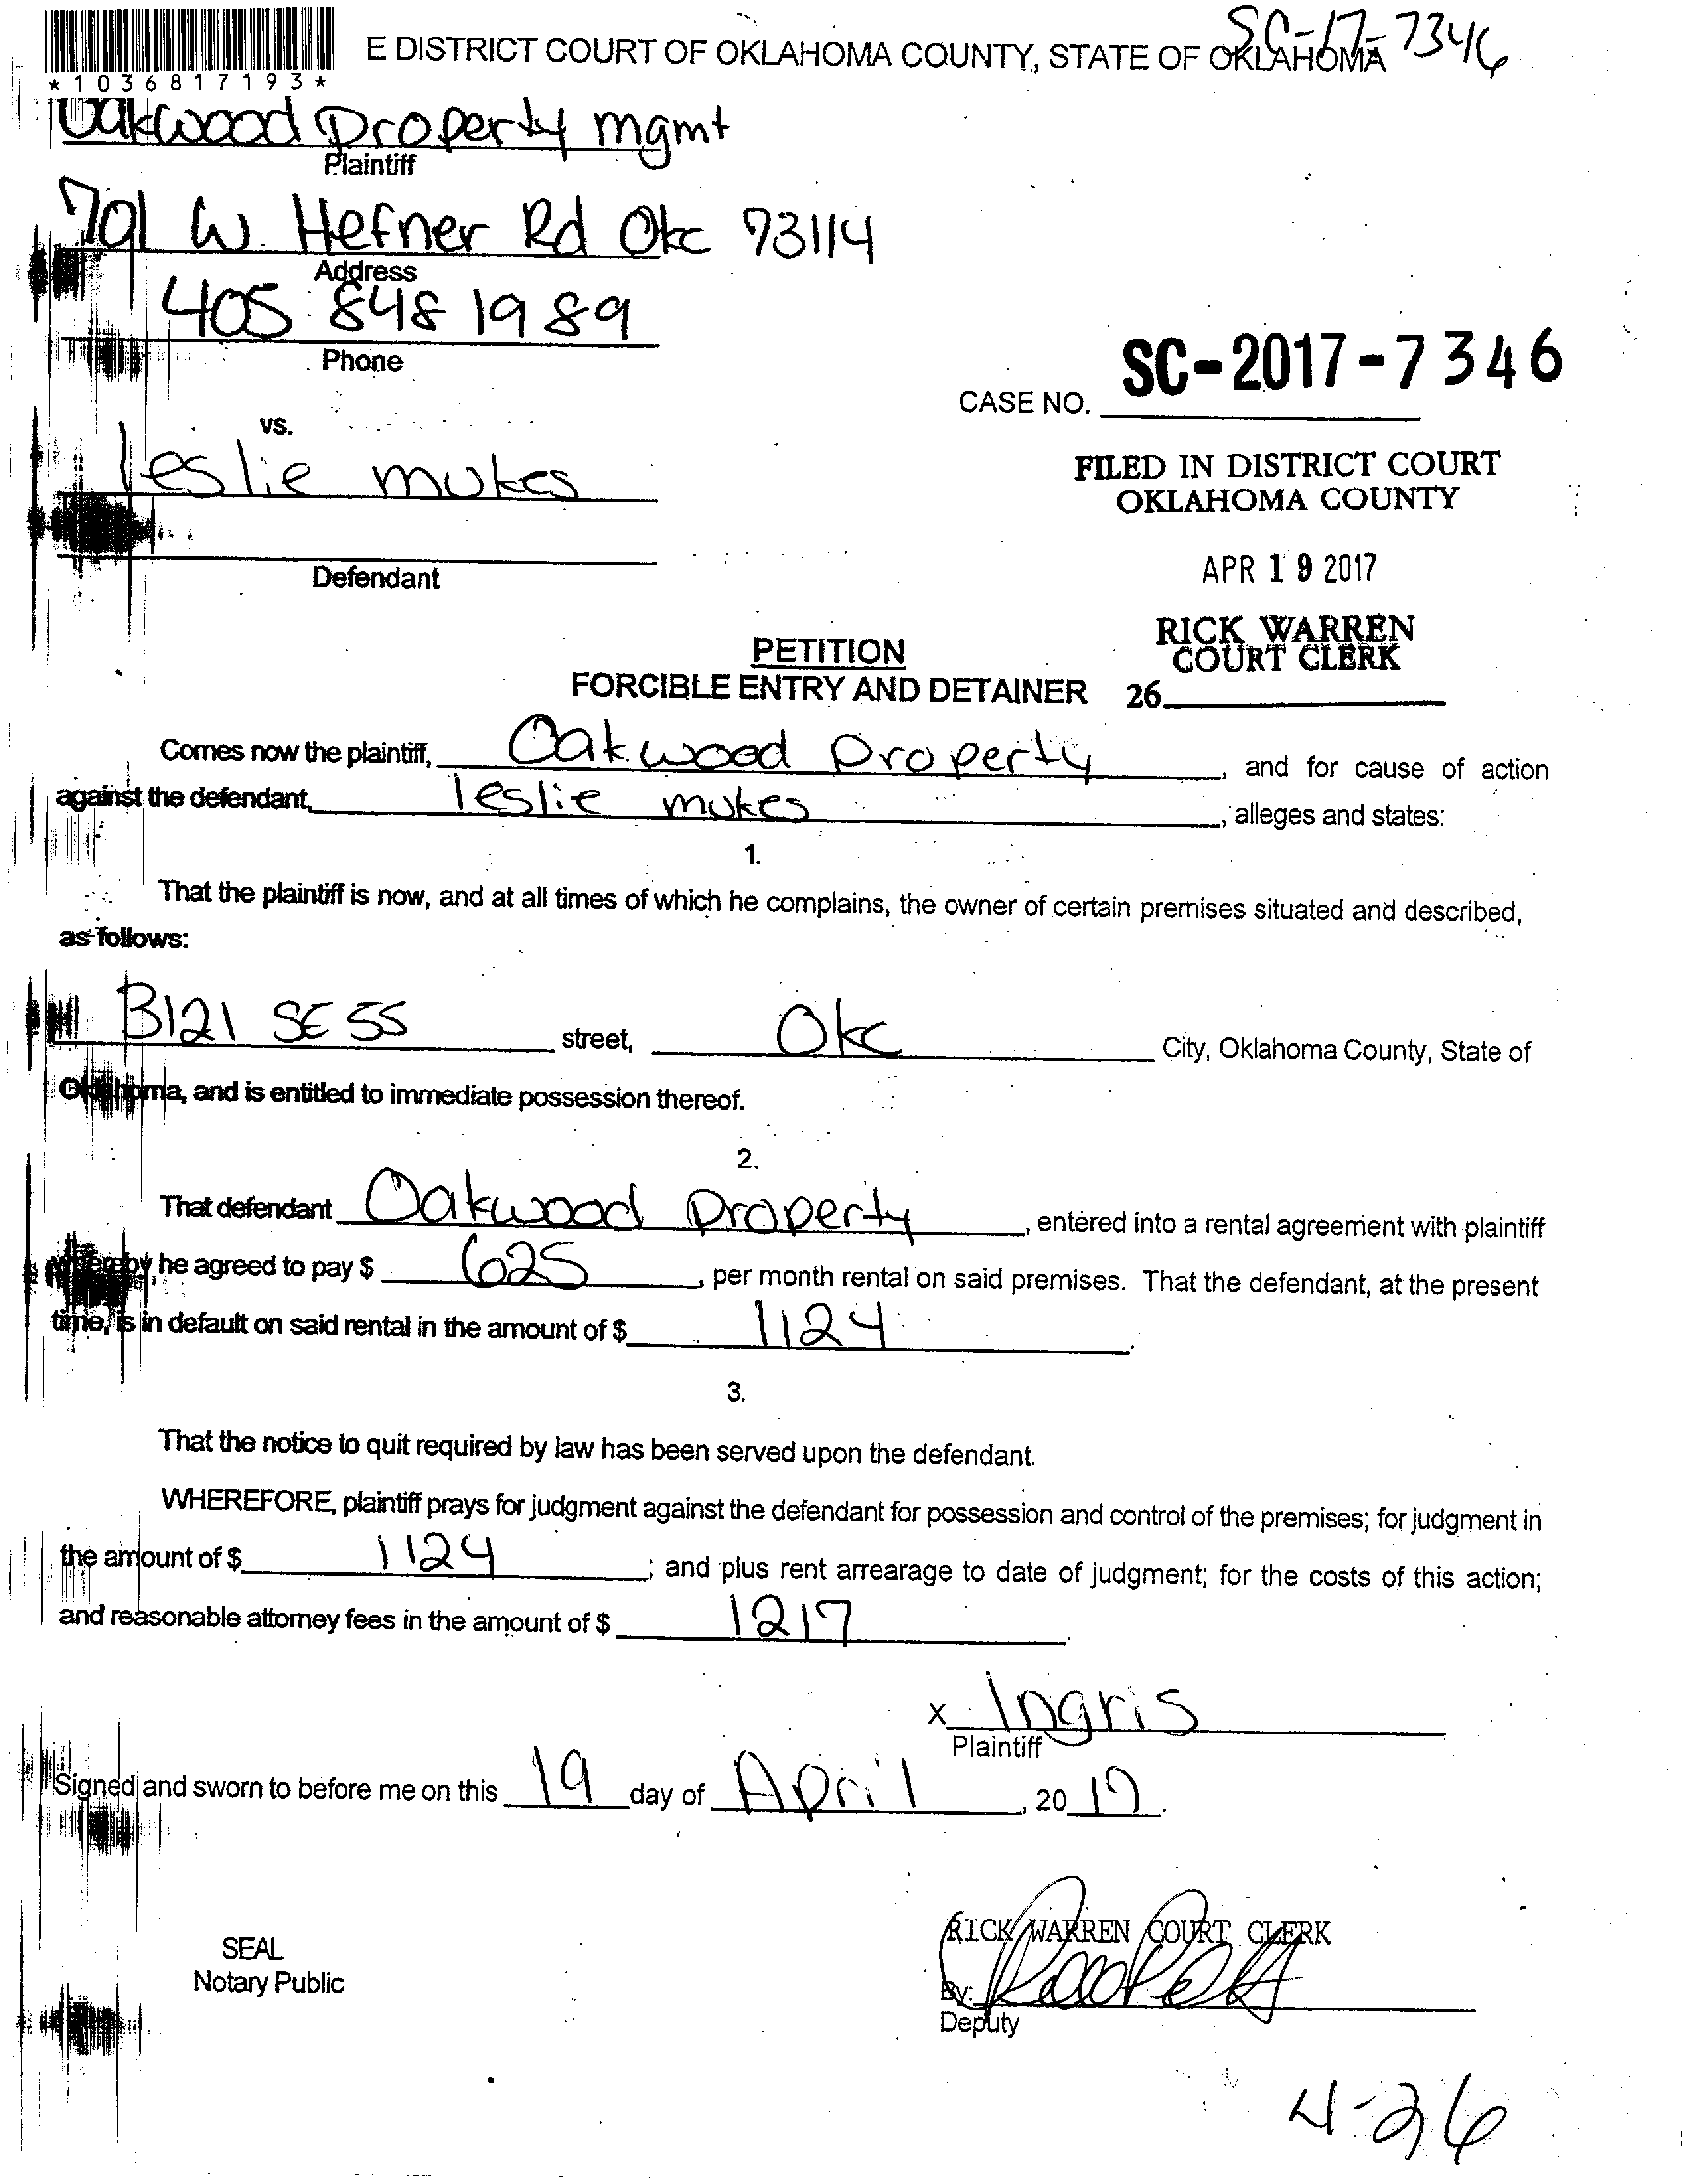 SC-17-7346
E DISTRICT COURT OF OKLAHOMA COUNTY, STATE OF OKLAHOMA
*1036817193*
Oakwood Property mgmt
Plaintiff
701 W. Hefner Rd Okc 73114
Address
405 848 1989
Phone
CASE NO. SC-2017-7346
vs.
leslie mukes
FILED IN DISTRICT COURT
OKLAHOMA COUNTY
Defendant
APR 19 2017
RICK WARREN
COURT CLERK
PETITION
FORCIBLE ENTRY AND DETAINER
26
Comes now the plaintiff, Oakwood Property, and for cause of action
against the defendant, leslie mukes, alleges and states:
1.
That the plaintiff is now, and at all times of which he complains, the owner of certain premises situated and described,
as follows:
3121 SE 55 street, Okc City, Oklahoma County, State of
Oklahoma, and is entitled to immediate possession thereof.
2.
That defendant Oakwood Property, entered into a rental agreement with plaintiff
whereby he agreed to pay $ 625, per month rental on said premises. That the defendant, at the present
time, is in default on said rental in the amount of $ 1124.
3.
That the notice to quit required by law has been served upon the defendant.
WHEREFORE, plaintiff prays for judgment against the defendant for possession and control of the premises; for judgment in
the amount of $ 1124; and plus rent arrearage to date of judgment; for the costs of this action;
and reasonable attorney fees in the amount of $ 1217.
x Ingris
Plaintiff
Signed and sworn to before me on this 19 day of April, 20 17.
RICK WARREN COURT CLERK
SEAL
Notary Public
By:
Deputy
4-26